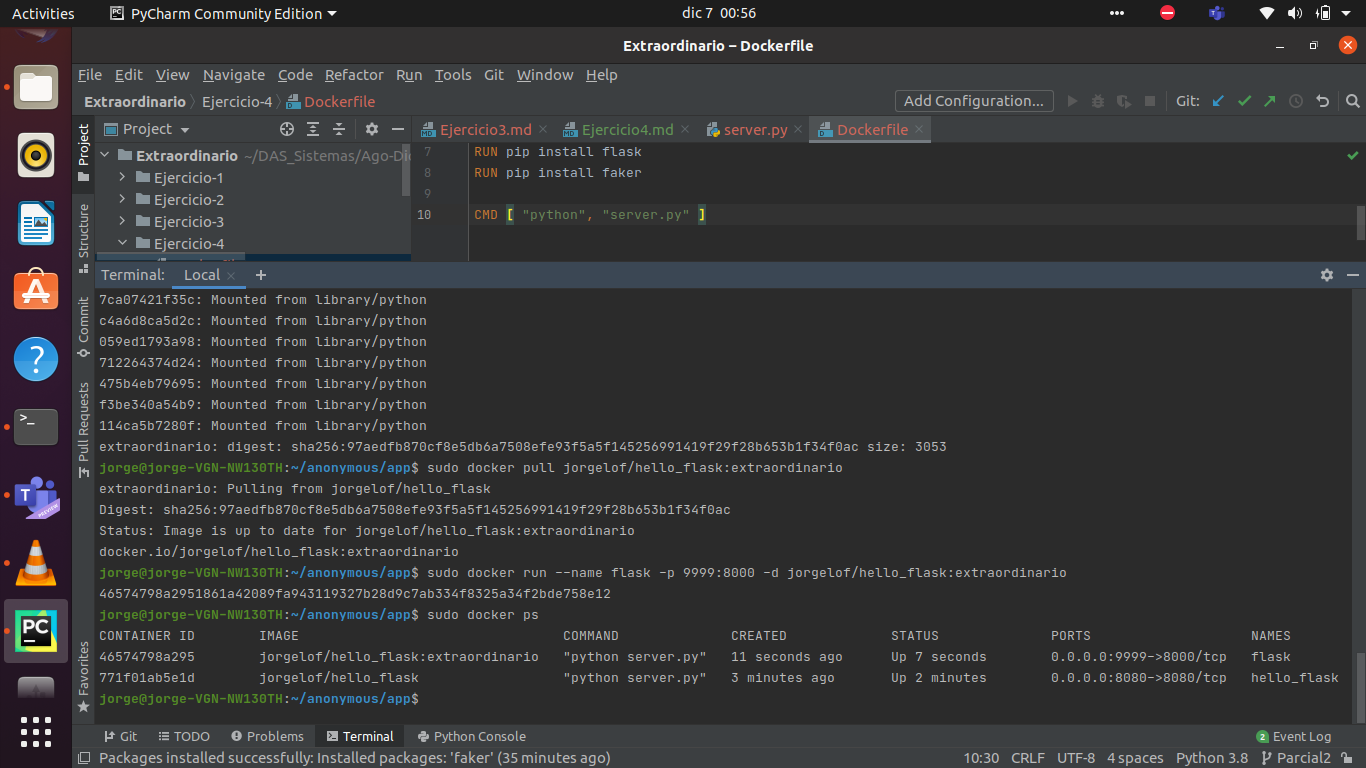 Activities PyCharm Community Edition dic 7 00:56
Extraordinario – Dockerfile
File Edit View Navigate Code Refactor Run Tools Git Window Help
Extraordinario Ejercicio-4 Dockerfile Add Configuration... Git:
Project Ejercicio3.md Ejercicio4.md server.py Dockerfile
Extraordinario ~/DAS_Sistemas/Ago-Di
Ejercicio-1
Ejercicio-2
Ejercicio-3
Ejercicio-4
7 RUN pip install flask
8 RUN pip install faker
9
10 CMD [ "python", "server.py" ]
Project
Structure
Commit
Pull Requests
Favorites
Terminal: Local
7ca07421f35c: Mounted from library/python
c4a6d8ca5d2c: Mounted from library/python
059ed1793a98: Mounted from library/python
712264374d24: Mounted from library/python
475b4eb79695: Mounted from library/python
f3be340a54b9: Mounted from library/python
114ca5b7280f: Mounted from library/python
extraordinario: digest: sha256:97aedfb870cf8e5db6a7508efe93f5a5f145256991419f29f28b653b1f34f0ac size: 3053
jorge@jorge-VGN-NW130TH:~/anonymous/app$ sudo docker pull jorgelof/hello_flask:extraordinario
extraordinario: Pulling from jorgelof/hello_flask
Digest: sha256:97aedfb870cf8e5db6a7508efe93f5a5f145256991419f29f28b653b1f34f0ac
Status: Image is up to date for jorgelof/hello_flask:extraordinario
docker.io/jorgelof/hello_flask:extraordinario
jorge@jorge-VGN-NW130TH:~/anonymous/app$ sudo docker run --name flask -p 9999:8000 -d jorgelof/hello_flask:extraordinario
46574798a2951861a42089fa943119327b28d9c7ab334f8325a34f2bde758e12
jorge@jorge-VGN-NW130TH:~/anonymous/app$ sudo docker ps
CONTAINER ID IMAGE COMMAND CREATED STATUS PORTS NAMES
46574798a295 jorgelof/hello_flask:extraordinario "python server.py" 11 seconds ago Up 7 seconds 0.0.0.0:9999->8000/tcp flask
771f01ab5e1d jorgelof/hello_flask "python server.py" 3 minutes ago Up 2 minutes 0.0.0.0:8080->8080/tcp hello_flask
jorge@jorge-VGN-NW130TH:~/anonymous/app$
Git TODO Problems Terminal Python Console 2 Event Log
Packages installed successfully: Installed packages: 'faker' (35 minutes ago) 10:30 CRLF UTF-8 4 spaces Python 3.8 Parcial2